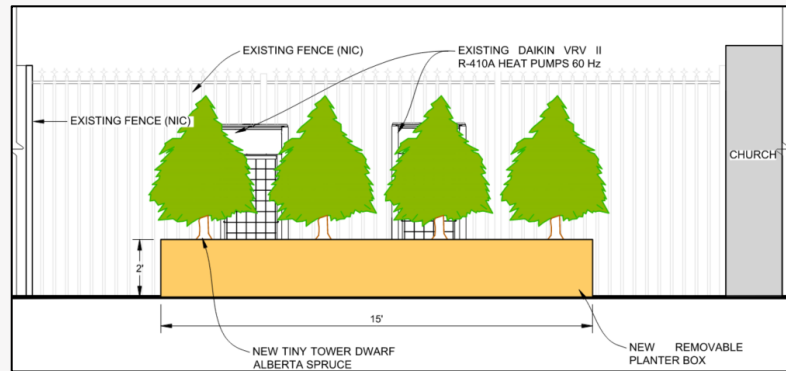 EXISTING FENCE (NIC)
EXISTING DAIKIN VRV II
R-410A HEAT PUMPS 60 Hz
EXISTING FENCE (NIC)
CHURCH
2'
15'
NEW TINY TOWER DWARF
ALBERTA SPRUCE
NEW REMOVABLE
PLANTER BOX